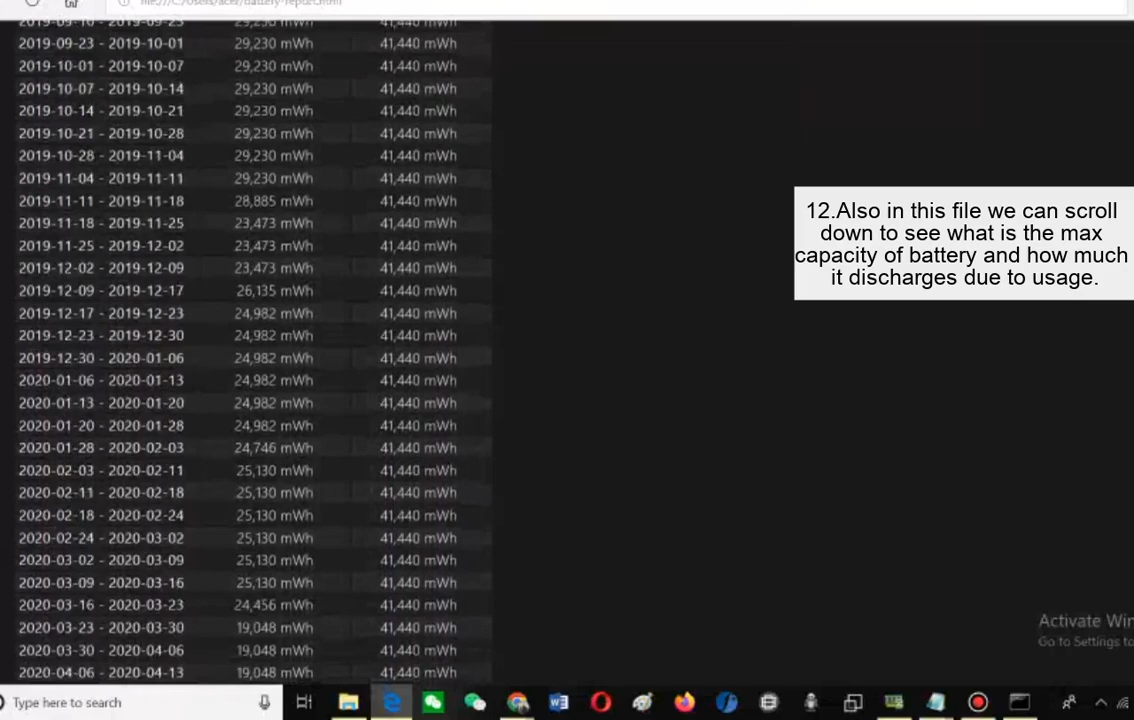 file:///C:/Users/acer/battery-report.html
2019-09-16 - 2019-09-23 29,230 mWh 41,440 mWh
2019-09-23 - 2019-10-01 29,230 mWh 41,440 mWh
2019-10-01 - 2019-10-07 29,230 mWh 41,440 mWh
2019-10-07 - 2019-10-14 29,230 mWh 41,440 mWh
2019-10-14 - 2019-10-21 29,230 mWh 41,440 mWh
2019-10-21 - 2019-10-28 29,230 mWh 41,440 mWh
2019-10-28 - 2019-11-04 29,230 mWh 41,440 mWh
2019-11-04 - 2019-11-11 29,230 mWh 41,440 mWh
2019-11-11 - 2019-11-18 28,885 mWh 41,440 mWh
2019-11-18 - 2019-11-25 23,473 mWh 41,440 mWh
2019-11-25 - 2019-12-02 23,473 mWh 41,440 mWh
2019-12-02 - 2019-12-09 23,473 mWh 41,440 mWh
2019-12-09 - 2019-12-17 26,135 mWh 41,440 mWh
2019-12-17 - 2019-12-23 24,982 mWh 41,440 mWh
2019-12-23 - 2019-12-30 24,982 mWh 41,440 mWh
2019-12-30 - 2020-01-06 24,982 mWh 41,440 mWh
2020-01-06 - 2020-01-13 24,982 mWh 41,440 mWh
2020-01-13 - 2020-01-20 24,982 mWh 41,440 mWh
2020-01-20 - 2020-01-28 24,982 mWh 41,440 mWh
2020-01-28 - 2020-02-03 24,746 mWh 41,440 mWh
2020-02-03 - 2020-02-11 25,130 mWh 41,440 mWh
2020-02-11 - 2020-02-18 25,130 mWh 41,440 mWh
2020-02-18 - 2020-02-24 25,130 mWh 41,440 mWh
2020-02-24 - 2020-03-02 25,130 mWh 41,440 mWh
2020-03-02 - 2020-03-09 25,130 mWh 41,440 mWh
2020-03-09 - 2020-03-16 25,130 mWh 41,440 mWh
2020-03-16 - 2020-03-23 24,456 mWh 41,440 mWh
2020-03-23 - 2020-03-30 19,048 mWh 41,440 mWh
2020-03-30 - 2020-04-06 19,048 mWh 41,440 mWh
2020-04-06 - 2020-04-13 19,048 mWh 41,440 mWh
12.Also in this file we can scroll
down to see what is the max
capacity of battery and how much
it discharges due to usage.
Activate Win
Go to Settings to
Type here to search